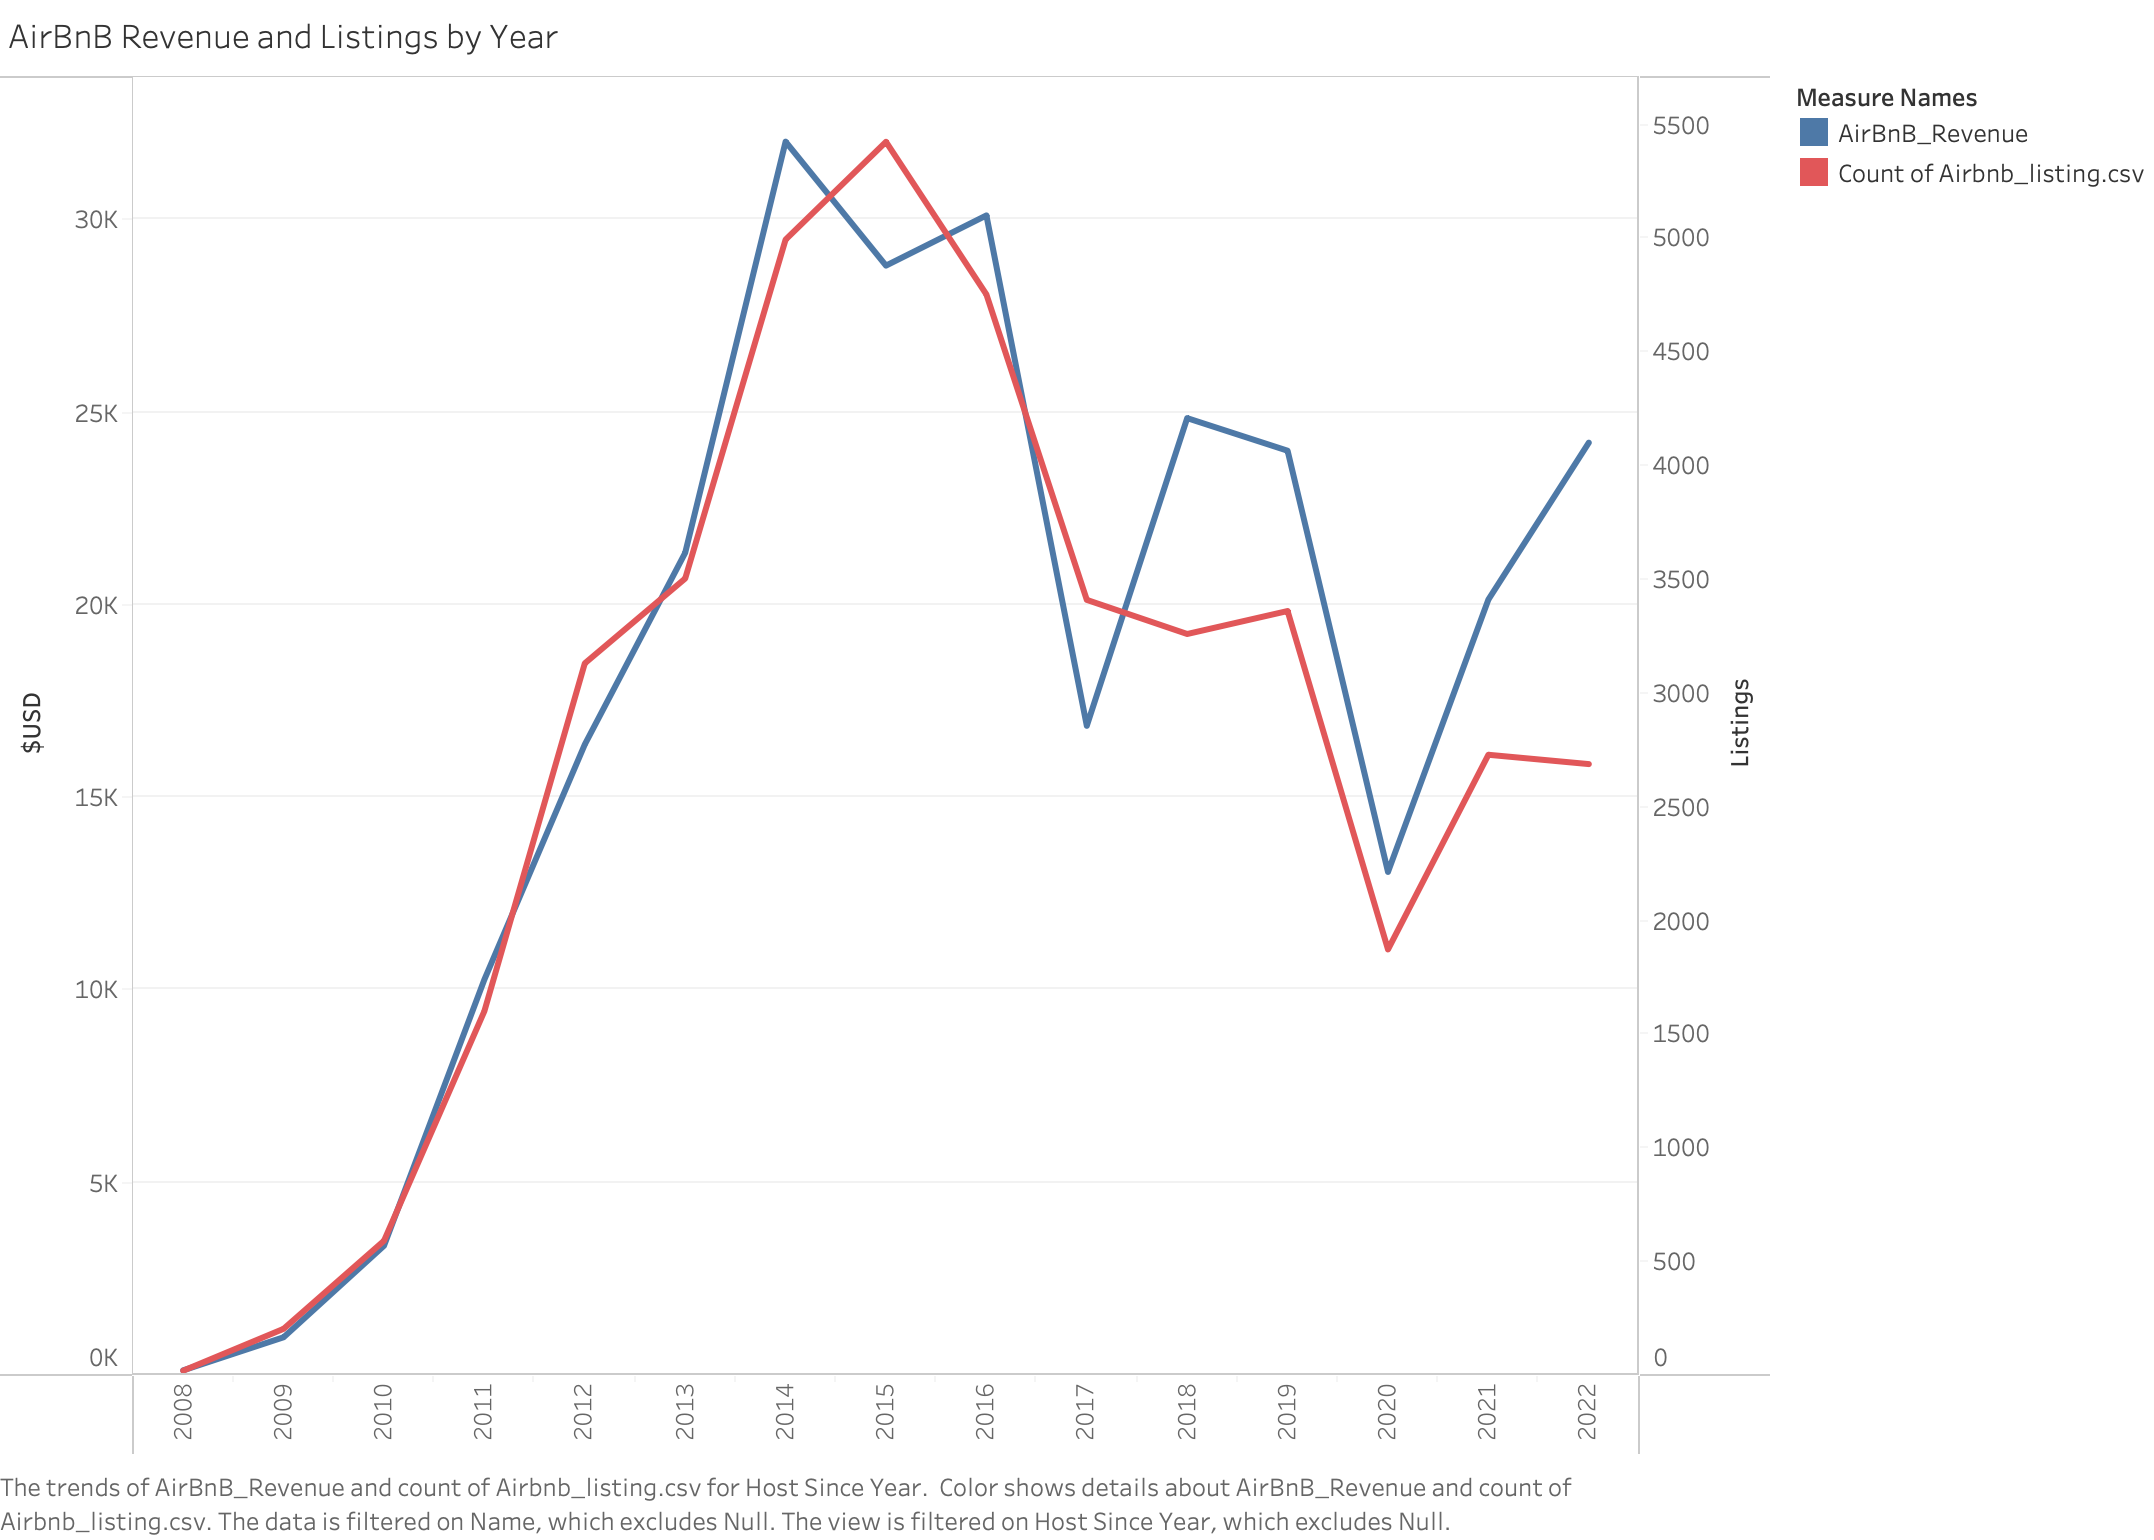 AirBnB Revenue and Listings by Year
Measure Names
AirBnB_Revenue
Count of Airbnb_listing.csv
30K
25K
20K
15K
10K
5K
0K
$USD
5500
5000
4500
4000
3500
3000
2500
2000
1500
1000
500
0
Listings
2008
2009
2010
2011
2012
2013
2014
2015
2016
2017
2018
2019
2020
2021
2022
The trends of AirBnB_Revenue and count of Airbnb_listing.csv for Host Since Year.  Color shows details about AirBnB_Revenue and count of
Airbnb_listing.csv. The data is filtered on Name, which excludes Null. The view is filtered on Host Since Year, which excludes Null.